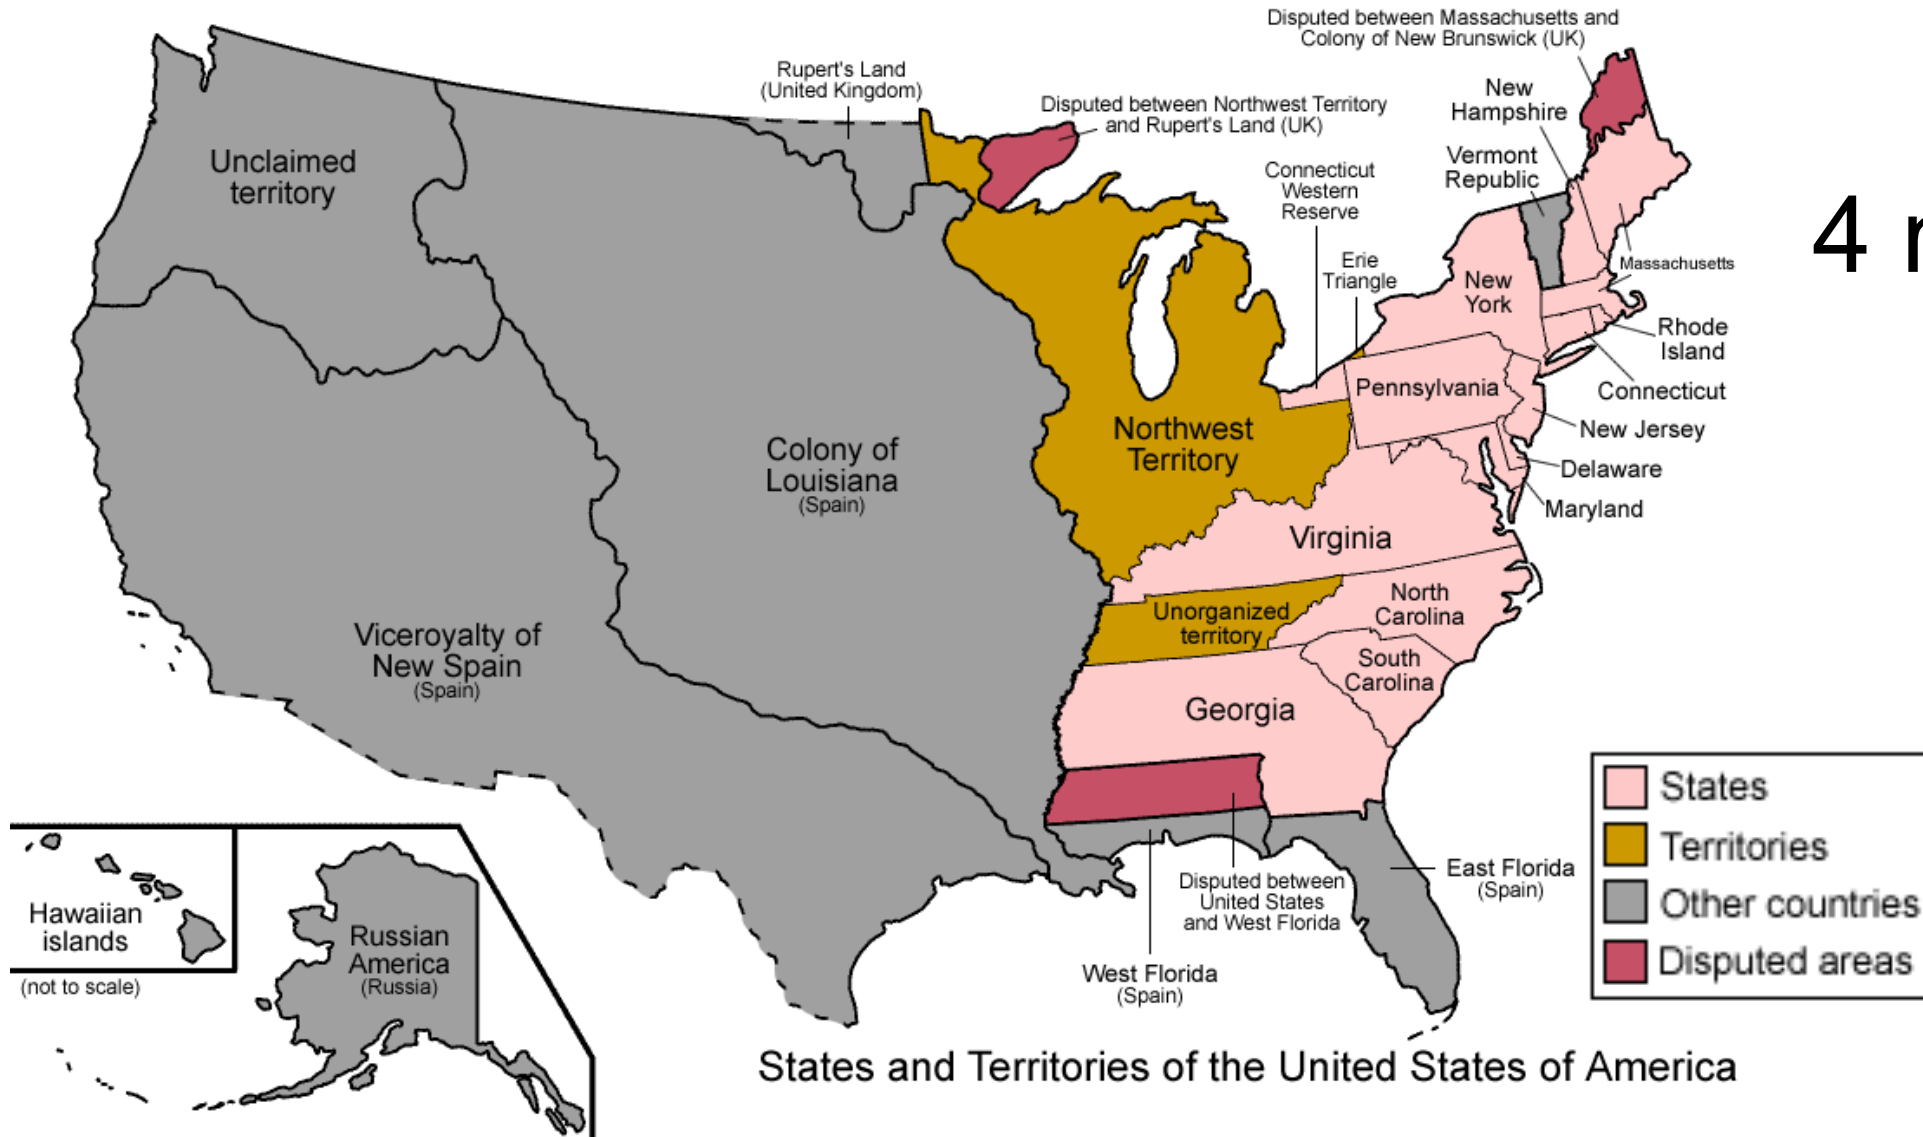 Disputed between Massachusetts and
Colony of New Brunswick (UK)
Rupert's Land
(United Kingdom)
Disputed between Northwest Territory
and Rupert's Land (UK)
New
Hampshire
Vermont
Republic
Connecticut
Western
Reserve
Unclaimed
territory
4
Erie
Triangle
Massachusetts
New
York
Rhode
Island
Pennsylvania
Connecticut
Northwest
Territory
New Jersey
Colony of
Louisiana
(Spain)
Delaware
Maryland
Virginia
Unorganized
territory
North
Carolina
Viceroyalty of
New Spain
(Spain)
South
Carolina
Georgia
States
Territories
Other countries
Disputed areas
East Florida
(Spain)
Disputed between
United States
and West Florida
West Florida
(Spain)
Hawaiian
islands
(not to scale)
Russian
America
(Russia)
States and Territories of the United States of America